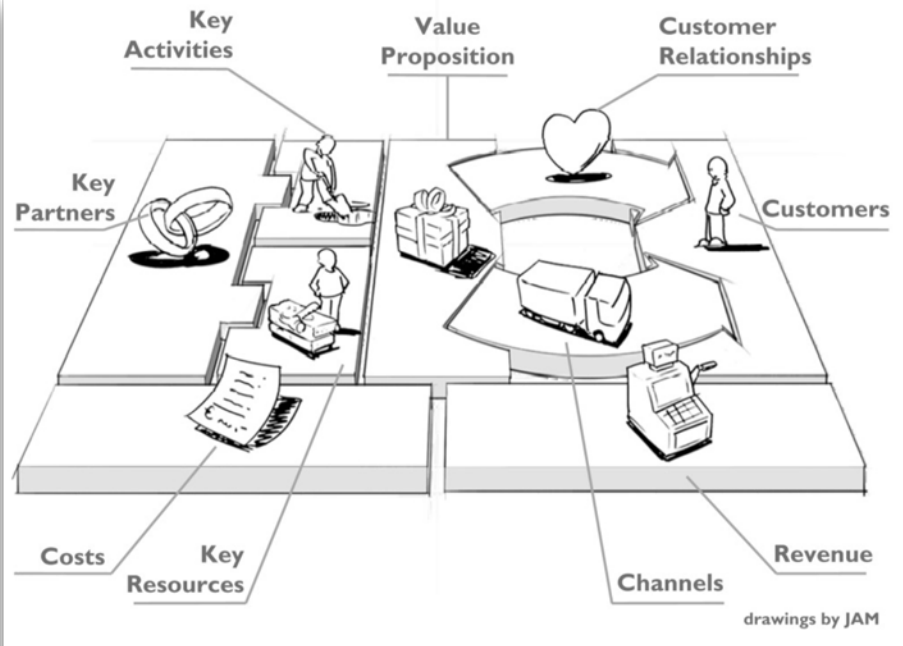 Key
Activities
Value
Proposition
Customer
Relationships
Key
Partners
Customers
Costs
Key
Resources
Channels
Revenue
drawings by JAM